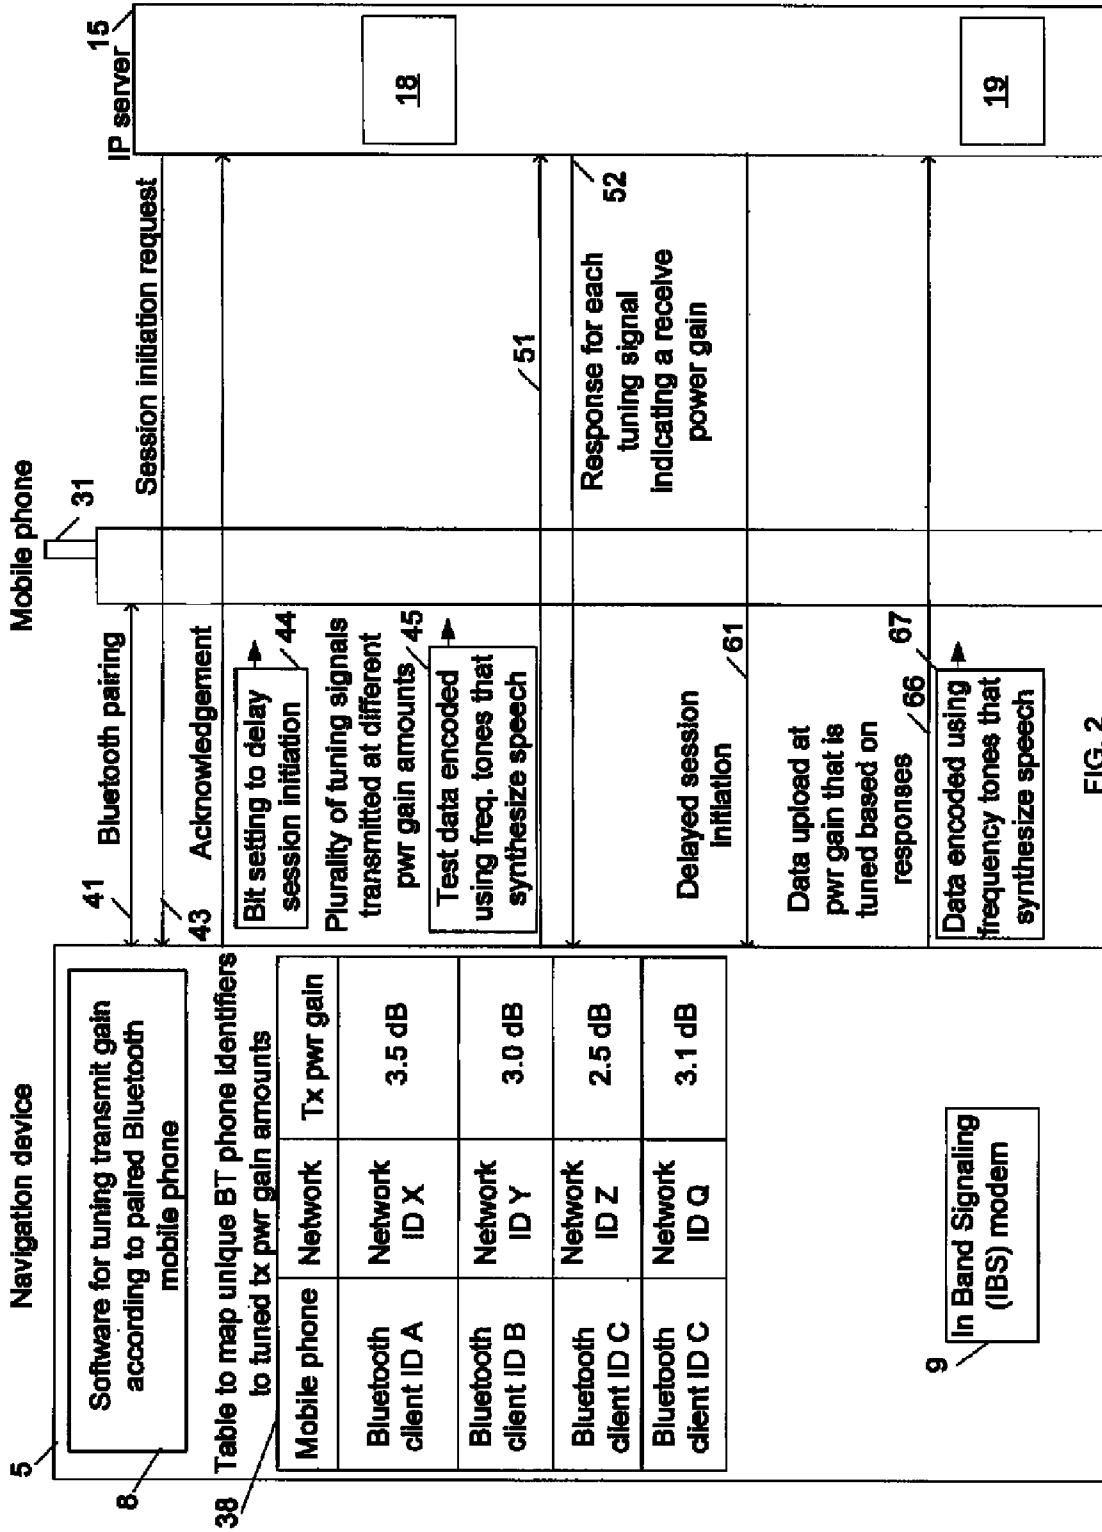 Navigation device
5
Software for tuning transmit gain
according to paired Bluetooth
mobile phone
8
Table to map unique BT phone identifiers
to tuned tx pwr gain amounts
38
Mobile phone Network Tx pwr gain
Bluetooth
client ID A
Network
ID X
3.5 dB
Bluetooth
client ID B
Network
ID Y
3.0 dB
Bluetooth
client ID C
Network
ID Z
2.5 dB
Bluetooth
client ID C
Network
ID Q
3.1 dB
In Band Signaling
(IBS) modem
9
41
Bluetooth pairing
43
Acknowledgement
Bit setting to delay
session initiation
44
Plurality of tuning signals
transmitted at different
pwr gain amounts
45
Test data encoded
using freq. tones that
synthesize speech
Delayed session
initiation
61
Data upload at
pwr gain that is
tuned based on
responses
66
67
Data encoded using
frequency tones that
synthesize speech
Mobile phone
31
Session initiation request
51
52
Response for each
tuning signal
indicating a receive
power gain
IP server
15
18
19
FIG. 2